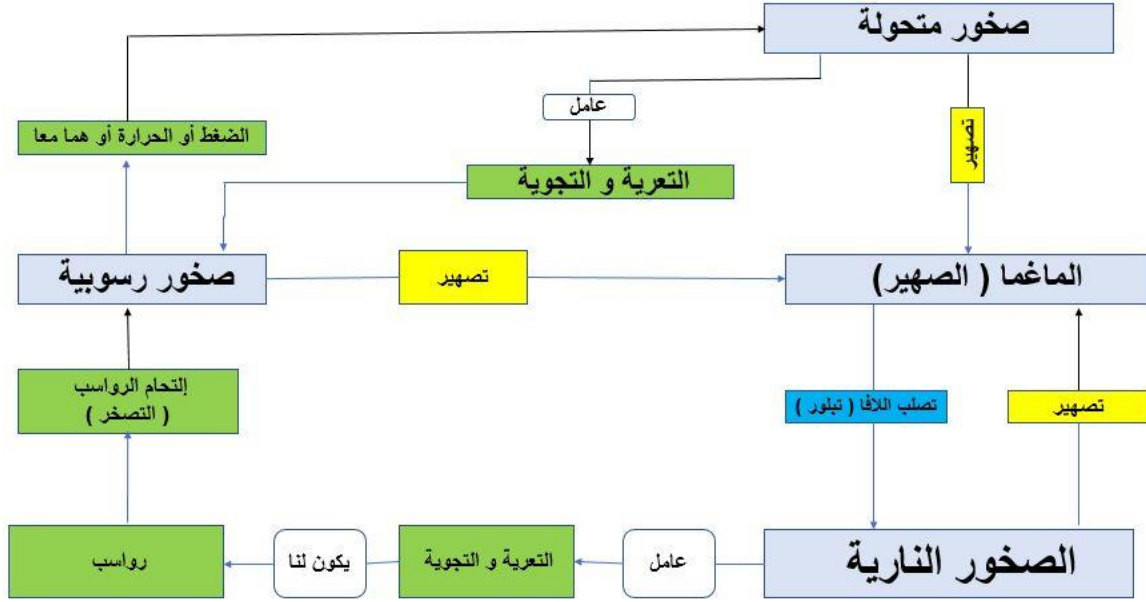 صخور متحولة
عامل
الضغط أو الحرارة أو هما معا
تصهير
التعرية و التجوية
الماغما ( الصهير)
تصهير
صخور رسوبية
إلتحام الرواسب
( التصخر )
تصهير
تصلب اللافا ( تبلور )
الصخور النارية
عامل
التعرية و التجوية
يكون لنا
رواسب